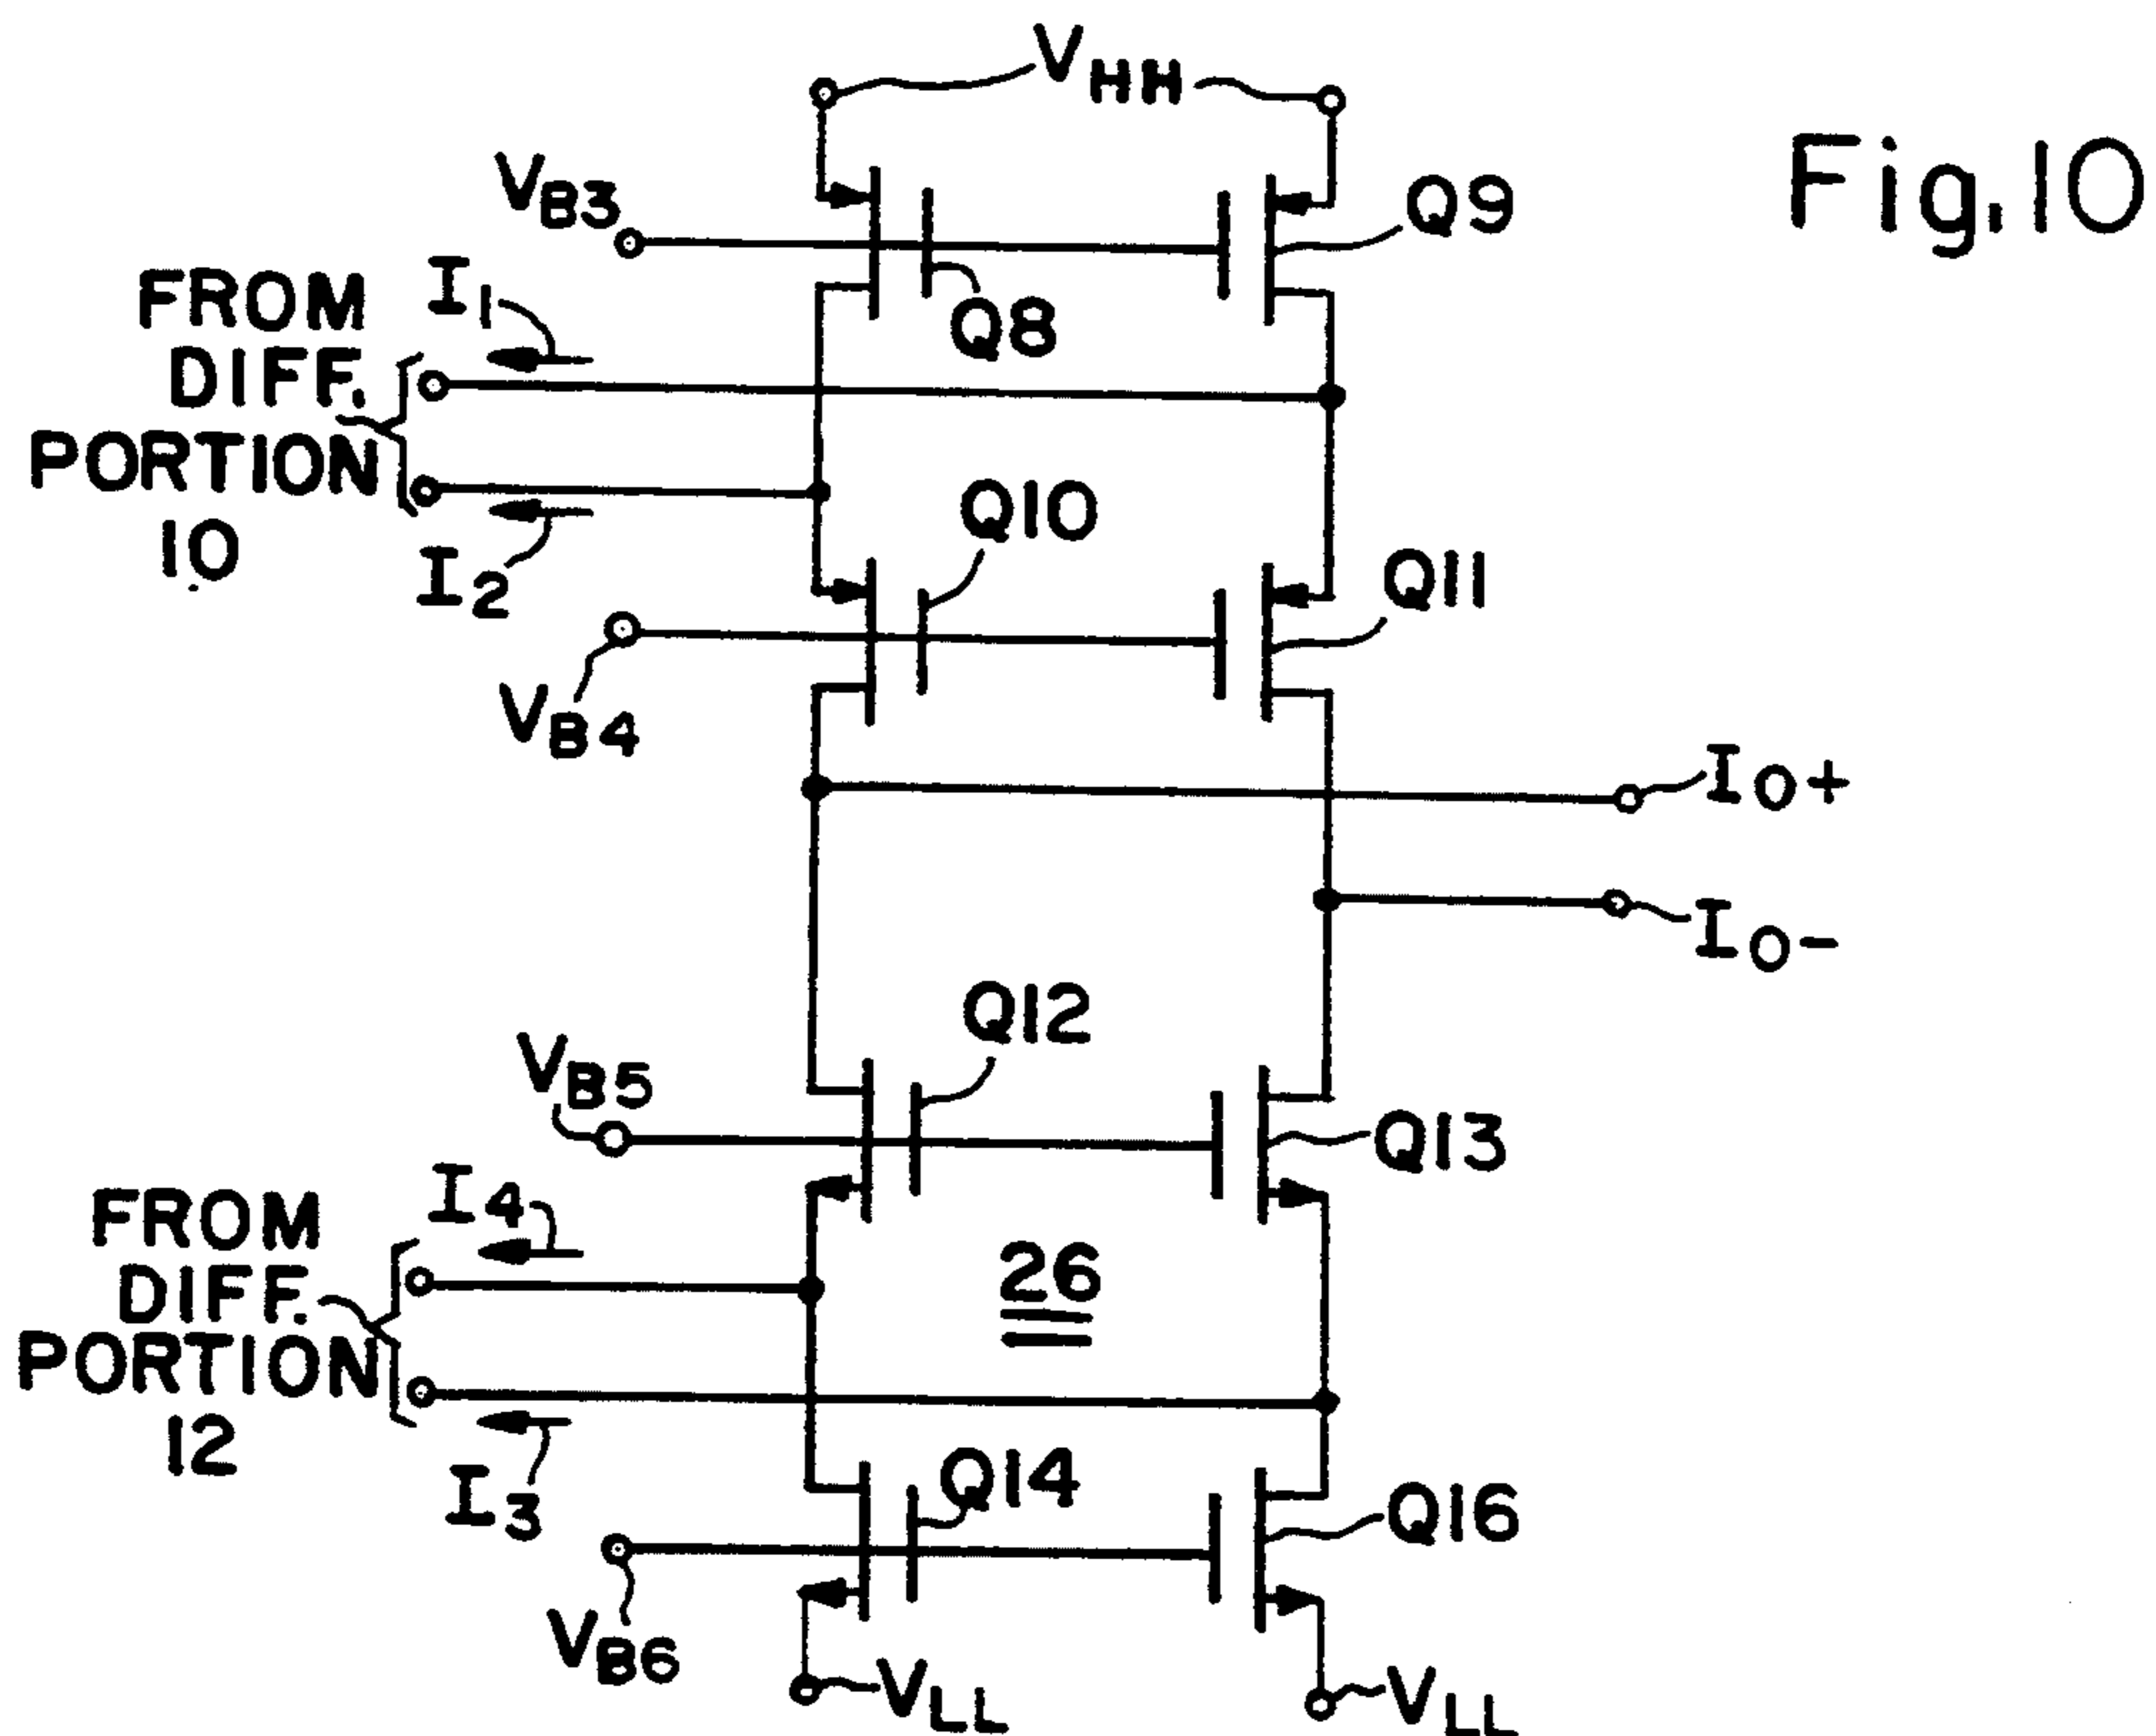 VHH
Fig. 10
VB3
Q9
FROM
DIFF.
PORTION
10
I1
Q8
I2
Q10
Q11
VB4
IO+
IO-
Q12
VB5
Q13
FROM
DIFF.
PORTION
12
I4
26
I3
Q14
Q16
VB6
VLL
VLL